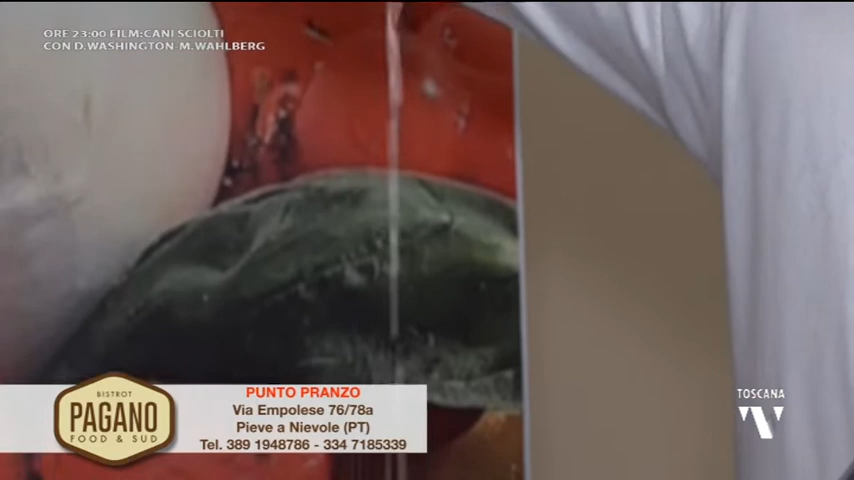 ORE 23:00 FILM:CANI SCIOLTI
CON D.WASHINGTON-M.WAHLBERG
BISTROT
PAGANO
FOOD & SUD
PUNTO PRANZO
Via Empolese 76/78a
Pieve a Nievole (PT)
Tel. 389 1948786 - 334 7185339
TOSCANA
TV